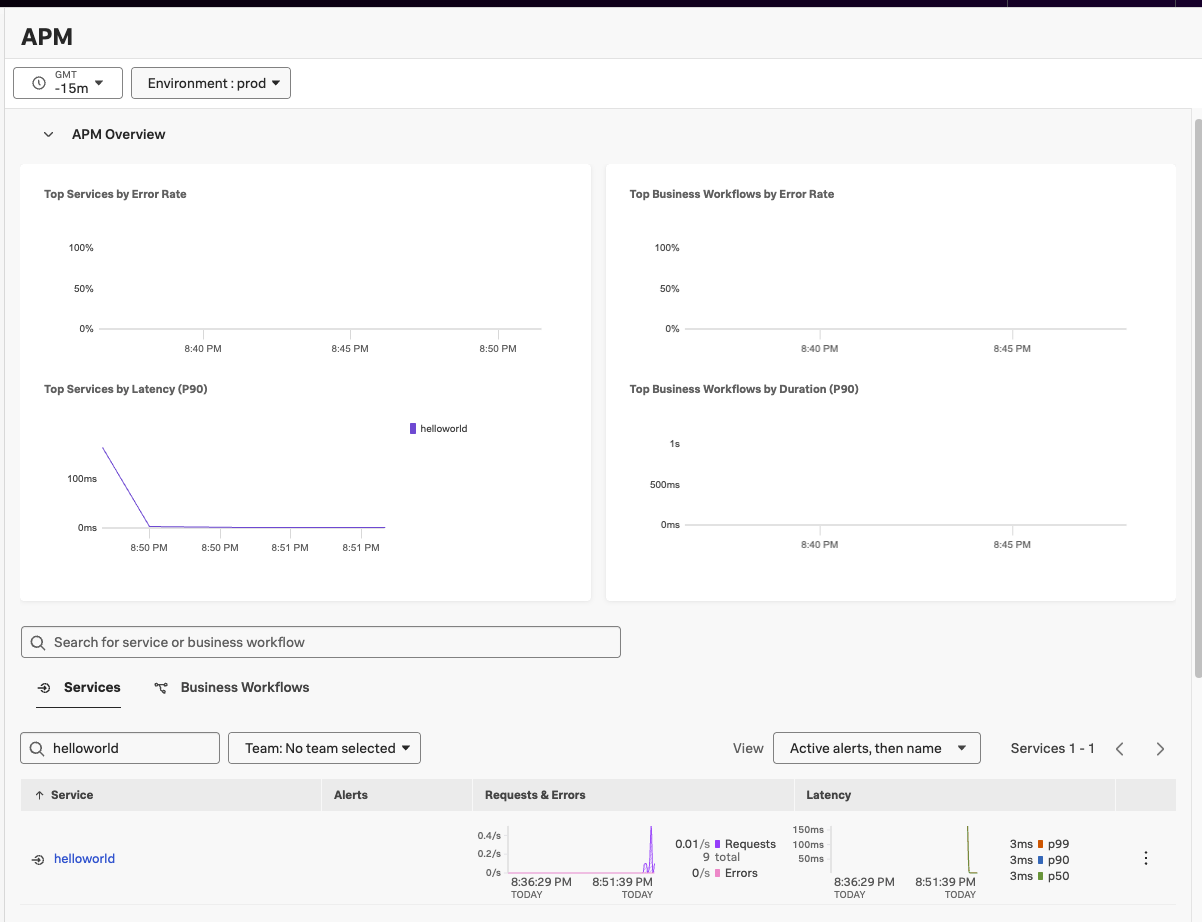 APM
GMT
-15m
Environment : prod
APM Overview
Top Services by Error Rate
100%
50%
0%
8:40 PM 8:45 PM 8:50 PM
Top Services by Latency (P90)
helloworld
100ms
0ms
8:50 PM 8:50 PM 8:51 PM 8:51 PM
Top Business Workflows by Error Rate
100%
50%
0%
8:40 PM 8:45 PM
Top Business Workflows by Duration (P90)
1s
500ms
0ms
8:40 PM 8:45 PM
Search for service or business workflow
Services Business Workflows
helloworld Team: No team selected View Active alerts, then name Services 1 - 1
Service Alerts Requests & Errors Latency
helloworld
0.4/s
0.2/s
0/s
8:36:29 PM 8:51:39 PM
TODAY TODAY
0.01/s Requests
9 total
0/s Errors
150ms
100ms
50ms
8:36:29 PM 8:51:39 PM
TODAY TODAY
3ms p99
3ms p90
3ms p50